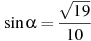 sin α = √19 / 10